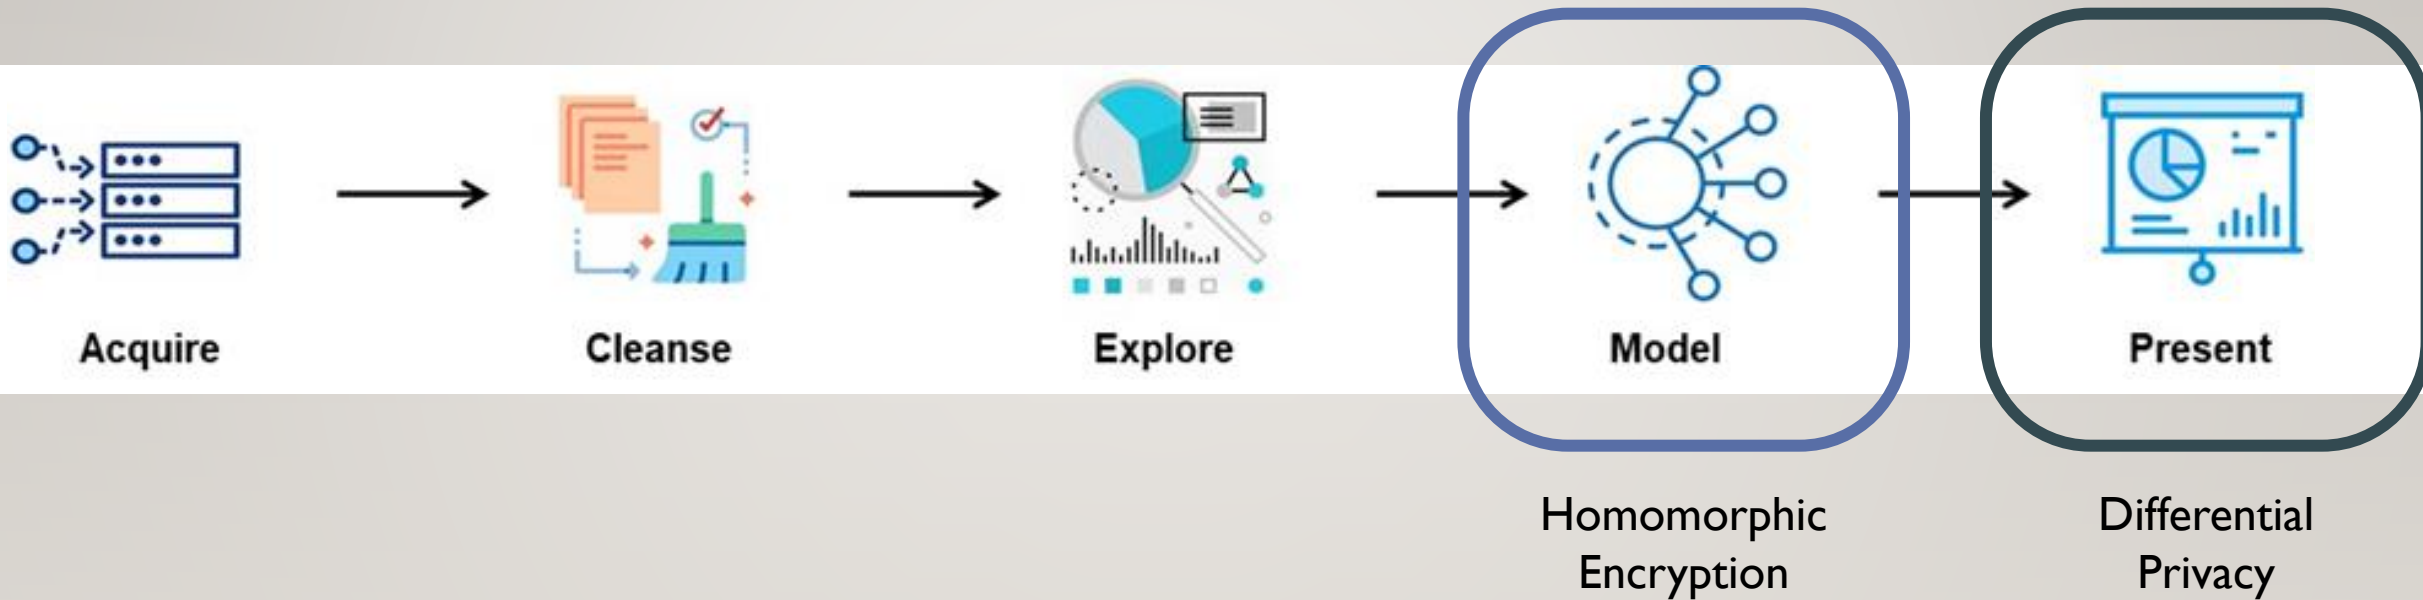 Acquire
Cleanse
Explore
Model
Present
Homomorphic
Encryption
Differential
Privacy